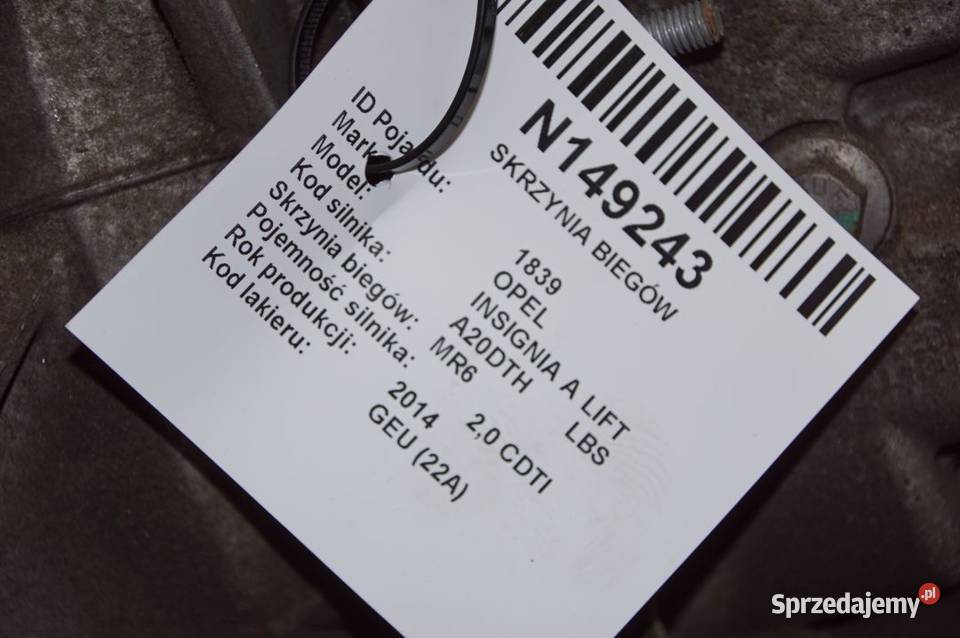 N149243
SKRZYNIA BIEGÓW
ID Pojazdu: 1839
Marka: OPEL
Model: INSIGNIA A LIFT
Kod silnika: A20DTH LBS
Skrzynia biegów: MR6
Pojemność silnika: 2,0 CDTI
Rok produkcji: 2014
Kod lakieru: GEU (22A)
Sprzedajemy.pl